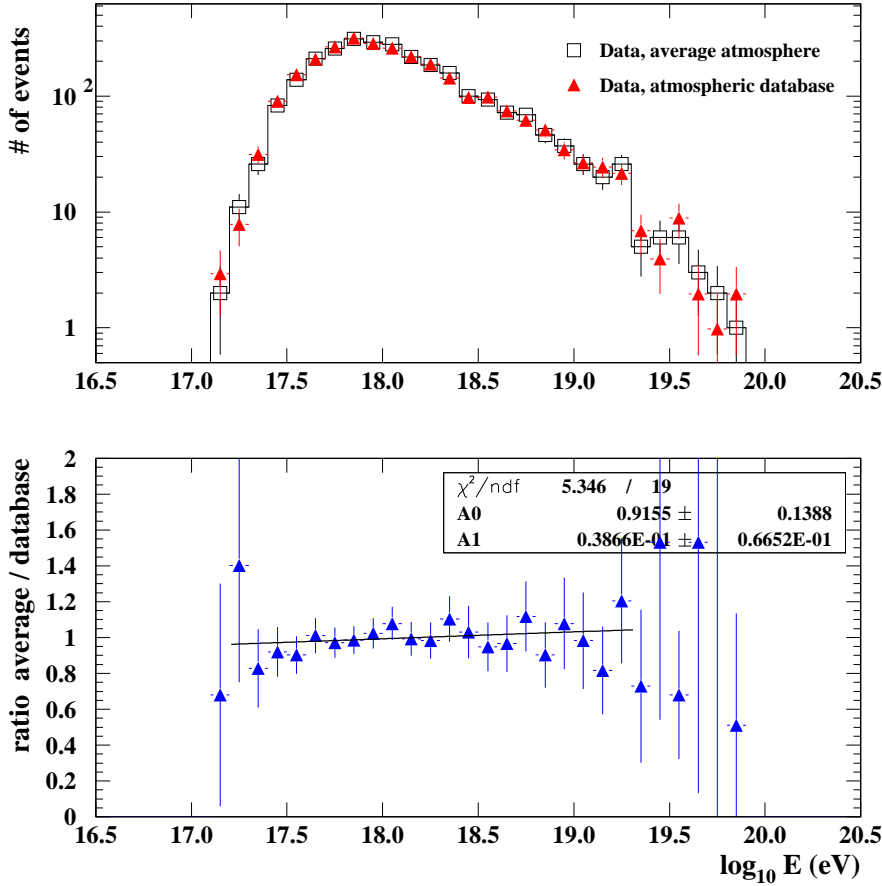 # of events
10²
10
1
Data, average atmosphere
Data, atmospheric database
16.5 17.0 17.5 18.0 18.5 19.0 19.5 20.0 20.5
ratio average / database
2
1.8
1.6
1.4
1.2
1
0.8
0.6
0.4
0.2
0
χ²/ndf 5.346 / 19
A0 0.9155 ± 0.1388
A1 0.3866E-01 ± 0.6652E-01
16.5 17.0 17.5 18.0 18.5 19.0 19.5 20.0 20.5
log₁₀ E (eV)